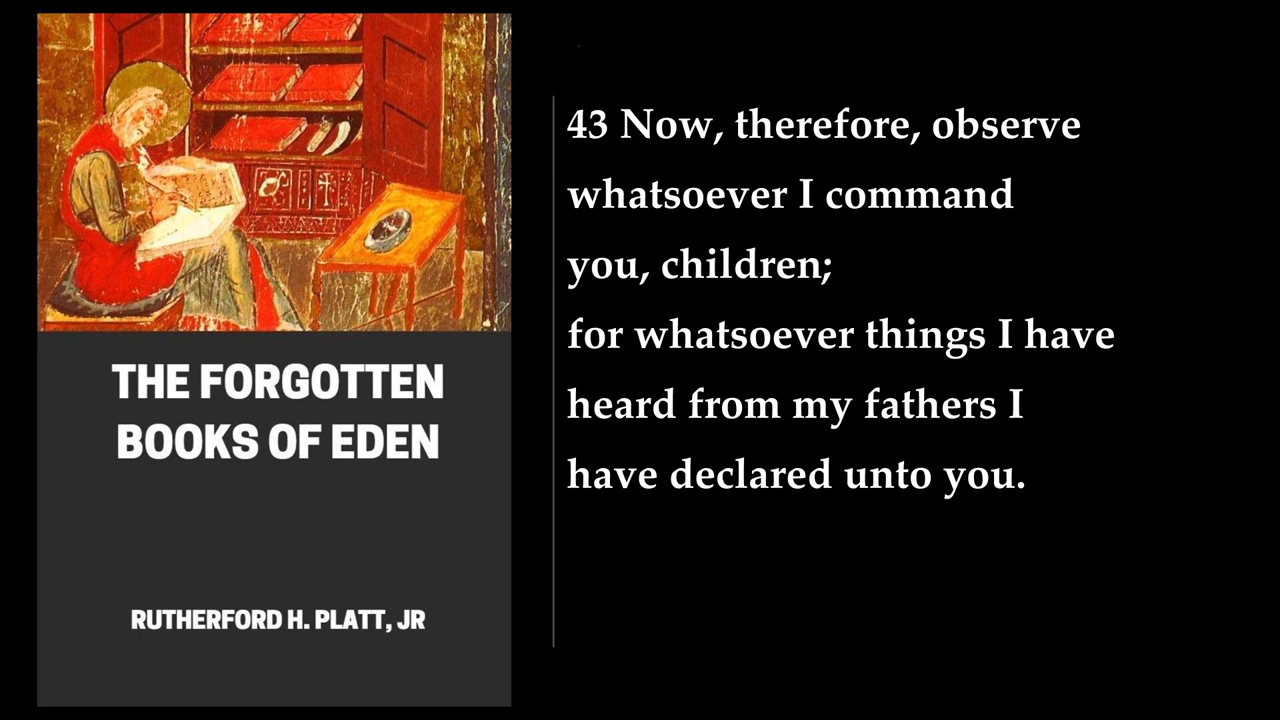 THE FORGOTTEN
BOOKS OF EDEN
RUTHERFORD H. PLATT, JR
43 Now, therefore, observe
whatsoever I command
you, children;
for whatsoever things I have
heard from my fathers I
have declared unto you.